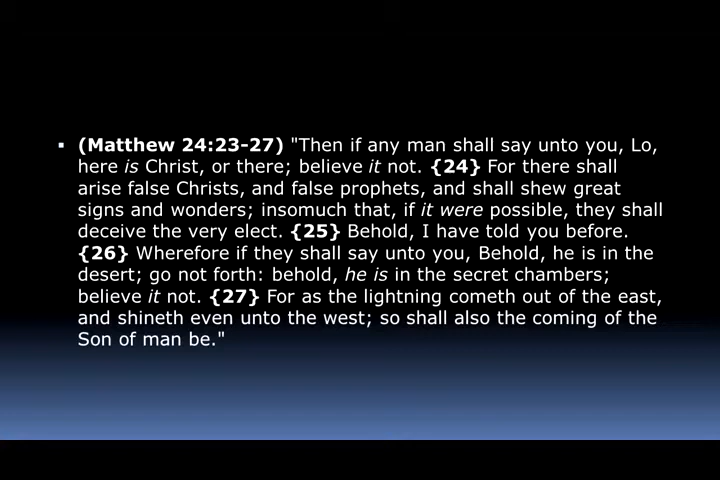 ▪ (Matthew 24:23-27) "Then if any man shall say unto you, Lo,
here is Christ, or there; believe it not. {24} For there shall
arise false Christs, and false prophets, and shall shew great
signs and wonders; insomuch that, if it were possible, they shall
deceive the very elect. {25} Behold, I have told you before.
{26} Wherefore if they shall say unto you, Behold, he is in the
desert; go not forth: behold, he is in the secret chambers;
believe it not. {27} For as the lightning cometh out of the east,
and shineth even unto the west; so shall also the coming of the
Son of man be."